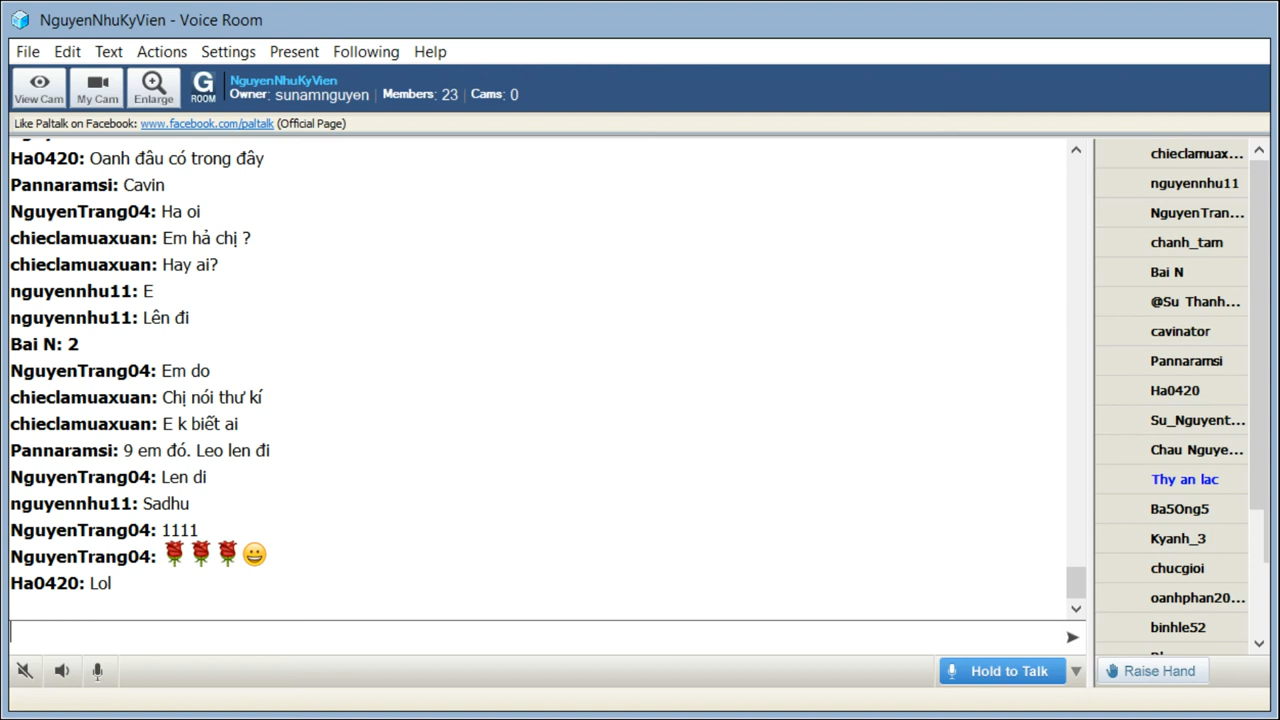 NguyenNhuKyVien - Voice Room
File Edit Text Actions Settings Present Following Help
View Cam My Cam Enlarge G ROOM
NguyenNhuKyVien
Owner: sunamnguyen | Members: 23 | Cams: 0
Like Paltalk on Facebook: www.facebook.com/paltalk (Official Page)
Ha0420: Oanh đâu có trong đây
Pannaramsi: Cavin
NguyenTrang04: Ha oi
chieclamuaxuan: Em hả chị ?
chieclamuaxuan: Hay ai?
nguyennhu11: E
nguyennhu11: Lên đi
Bai N: 2
NguyenTrang04: Em do
chieclamuaxuan: Chị nói thư kí
chieclamuaxuan: E k biết ai
Pannaramsi: 9 em đó. Leo len đi
NguyenTrang04: Len di
nguyennhu11: Sadhu
NguyenTrang04: 1111
NguyenTrang04: 🌹🌹🌹😀
Ha0420: Lol
chieclamuax...
nguyennhu11
NguyenTran...
chanh_tam
Bai N
@Su Thanh...
cavinator
Pannaramsi
Ha0420
Su_Nguyent...
Chau Nguye...
Thy an lac
Ba5Ong5
Kyanh_3
chucgioi
oanhphan20...
binhle52
Hold to Talk
Raise Hand